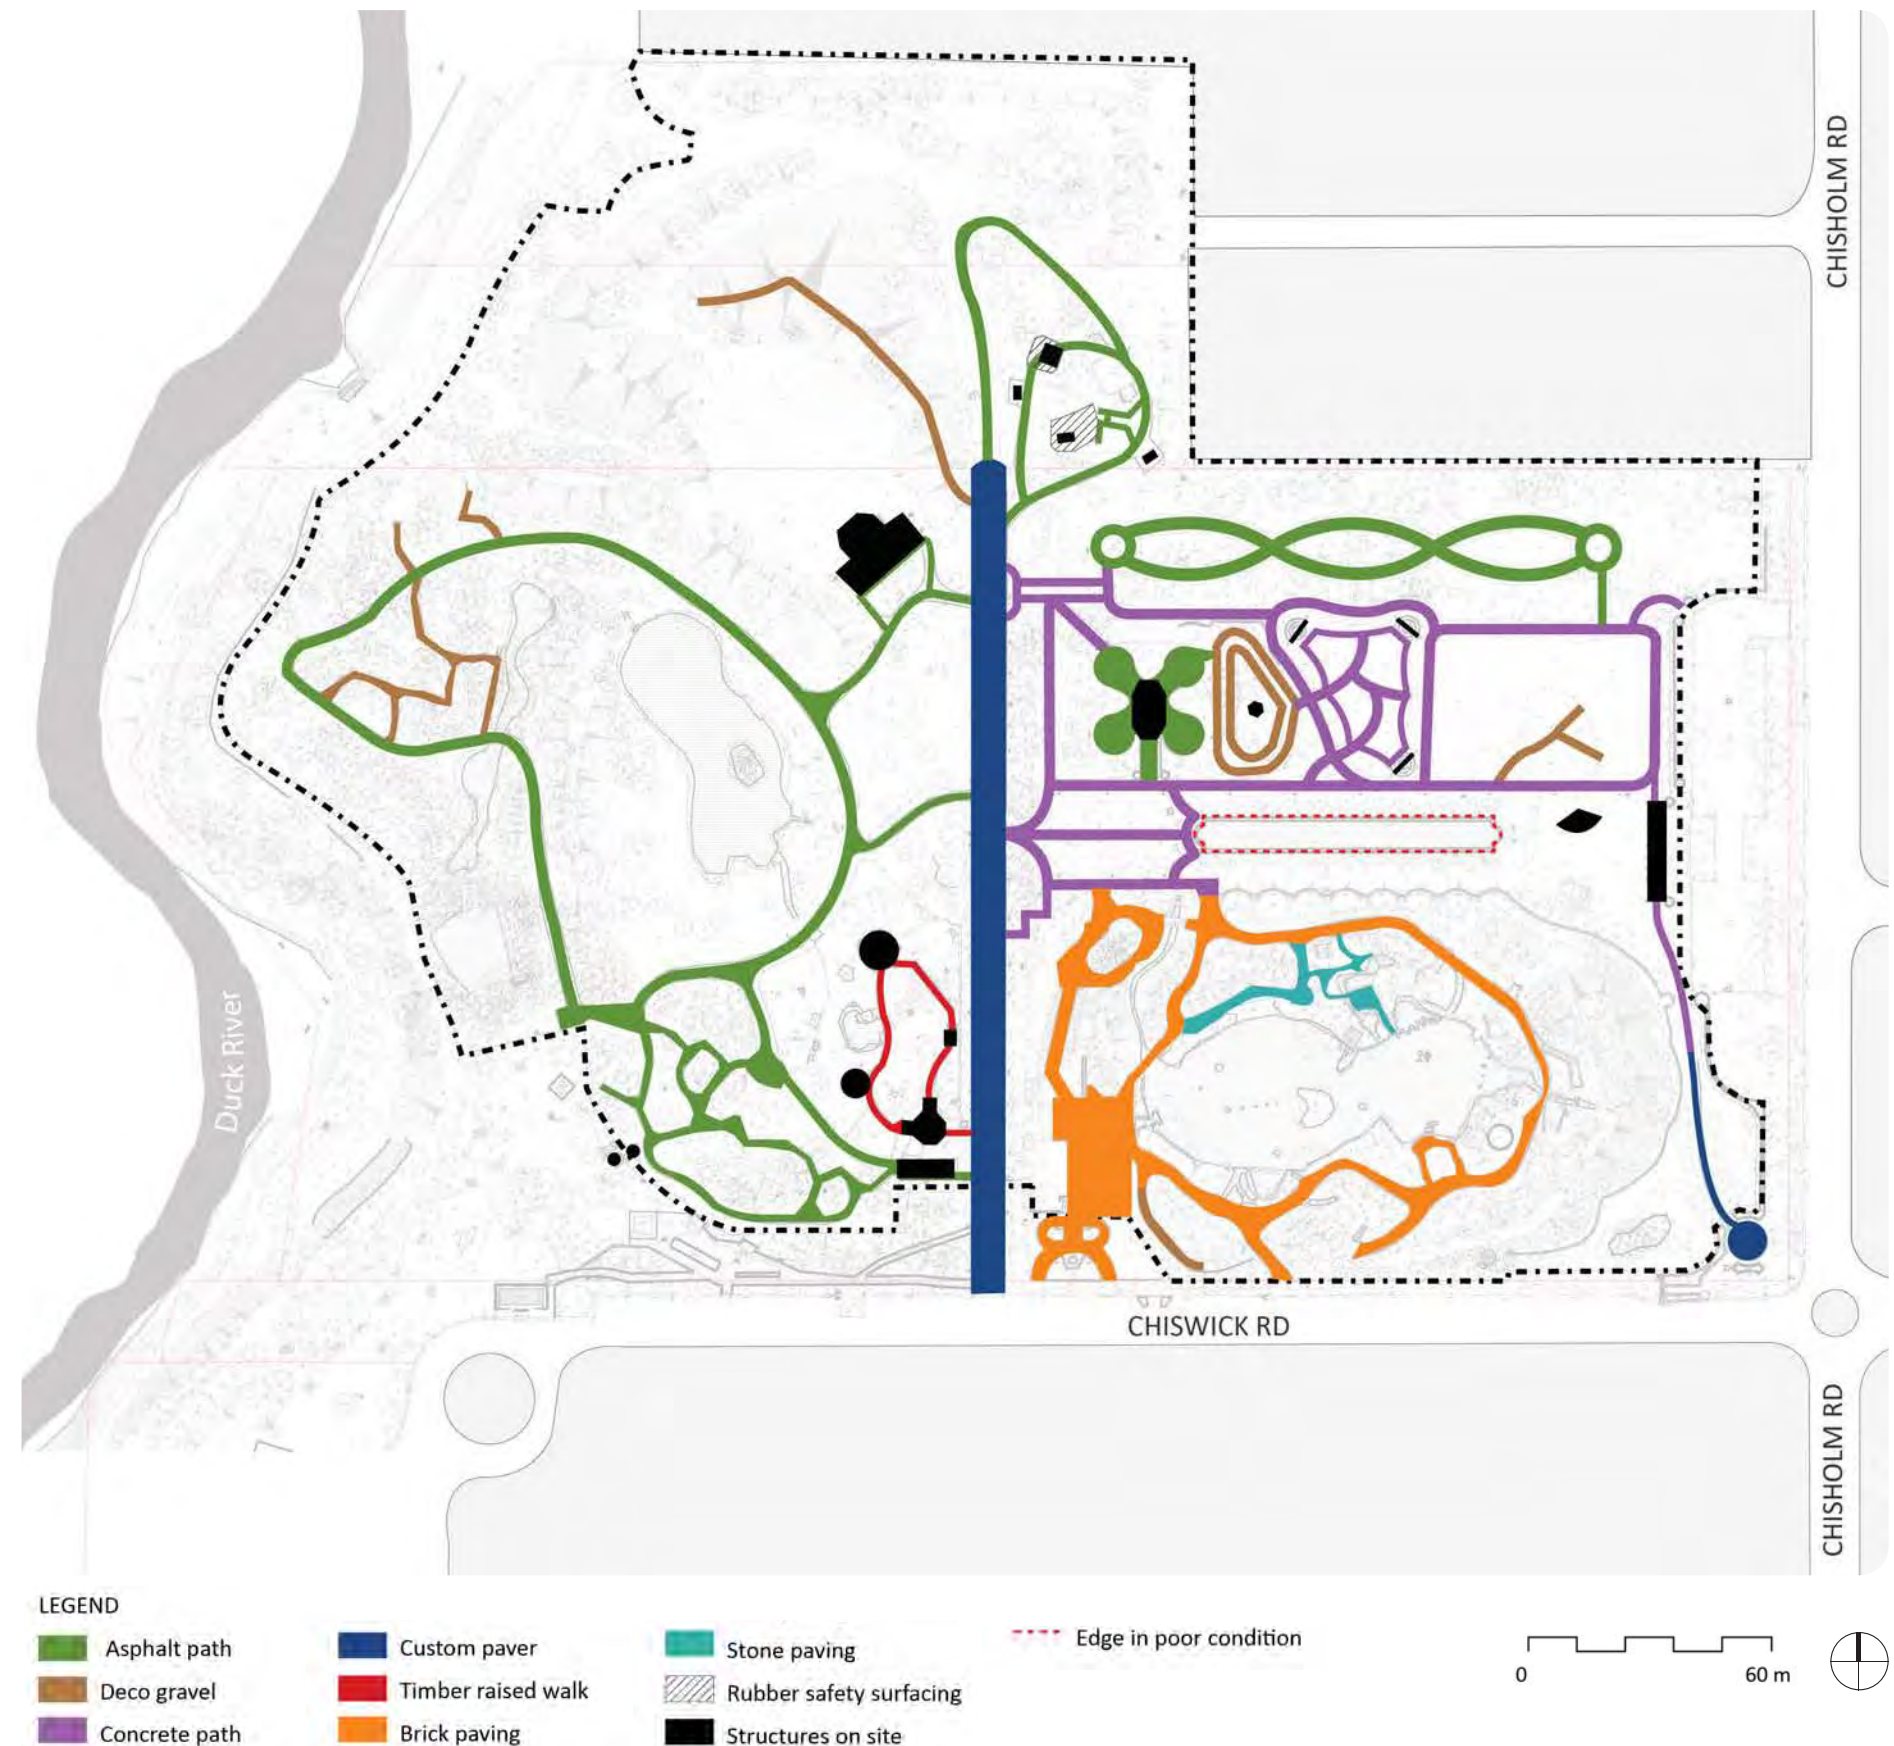 CHISHOLM RD
Duck River
CHISWICK RD
CHISHOLM RD
LEGEND
Asphalt path
Deco gravel
Concrete path
Custom paver
Timber raised walk
Brick paving
Stone paving
Rubber safety surfacing
Structures on site
Edge in poor condition
0 60 m